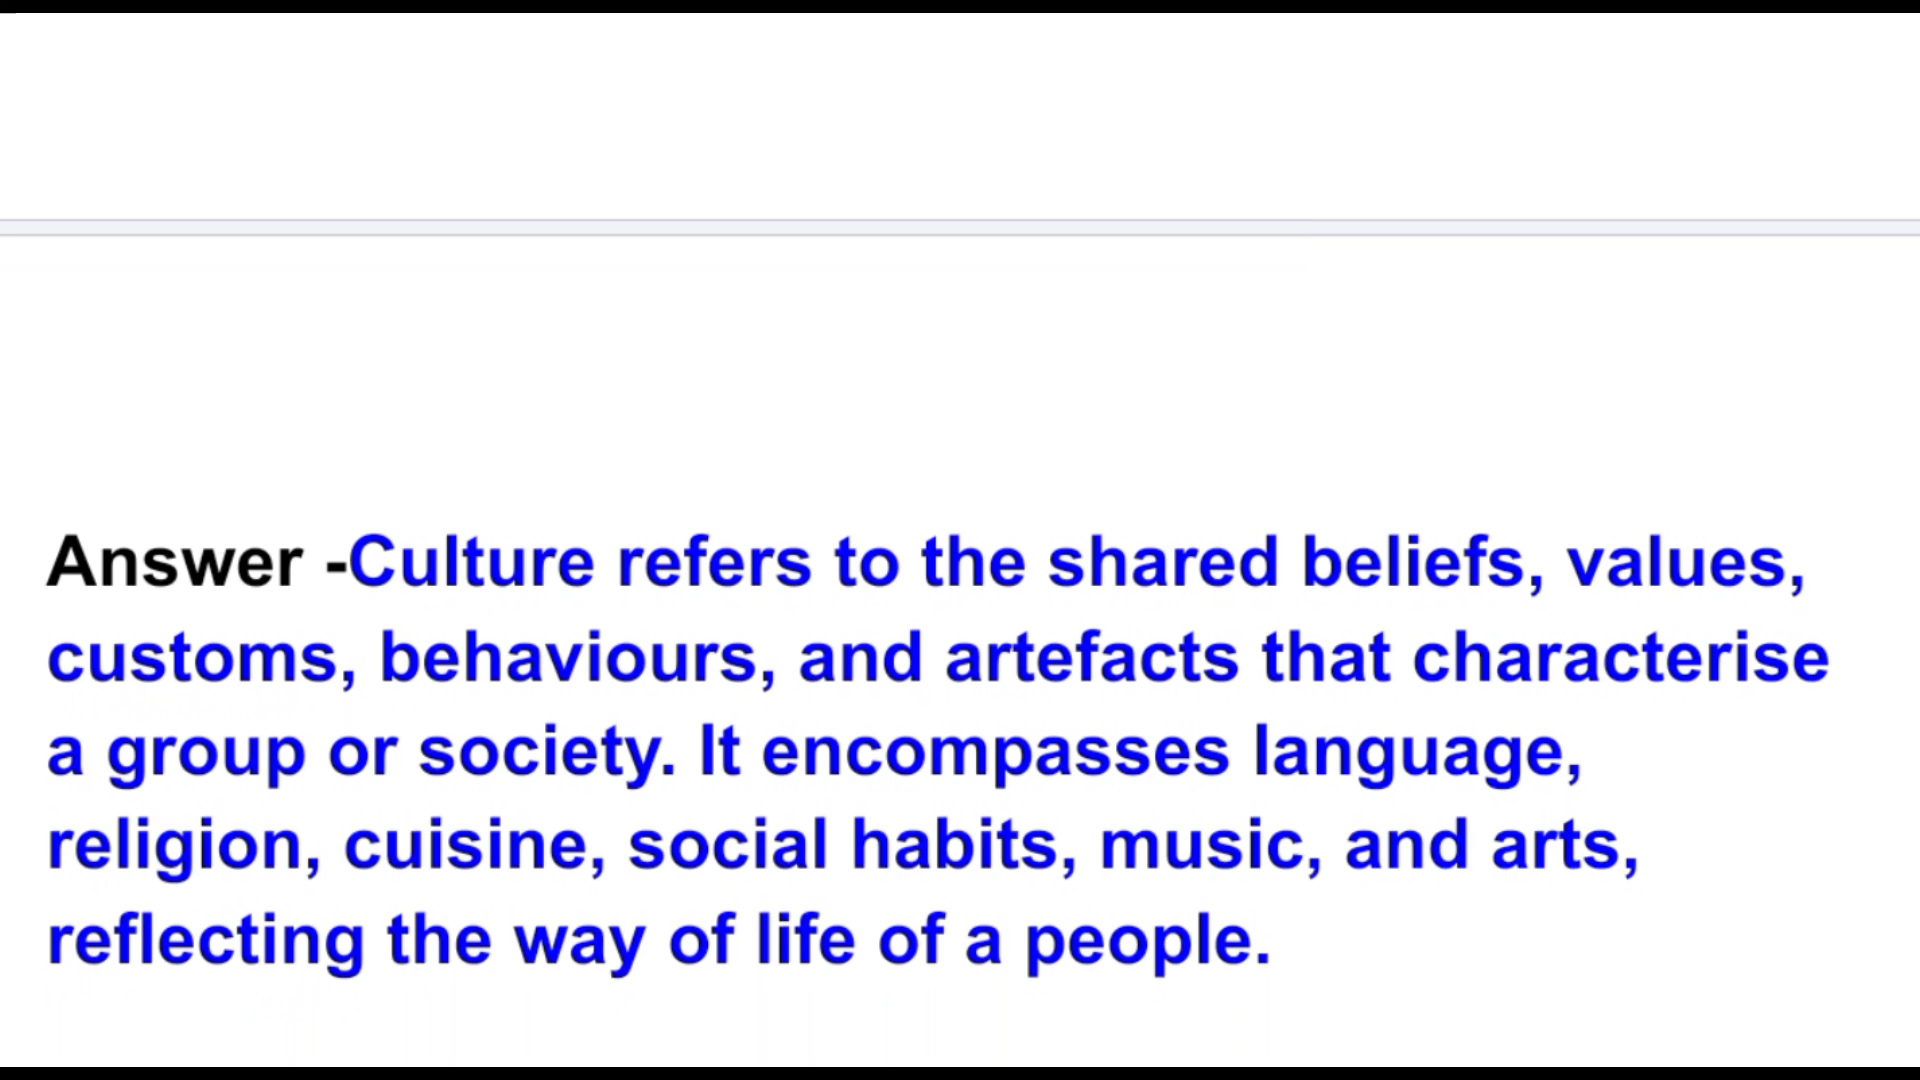 Answer -Culture refers to the shared beliefs, values,
customs, behaviours, and artefacts that characterise
a group or society. It encompasses language,
religion, cuisine, social habits, music, and arts,
reflecting the way of life of a people.